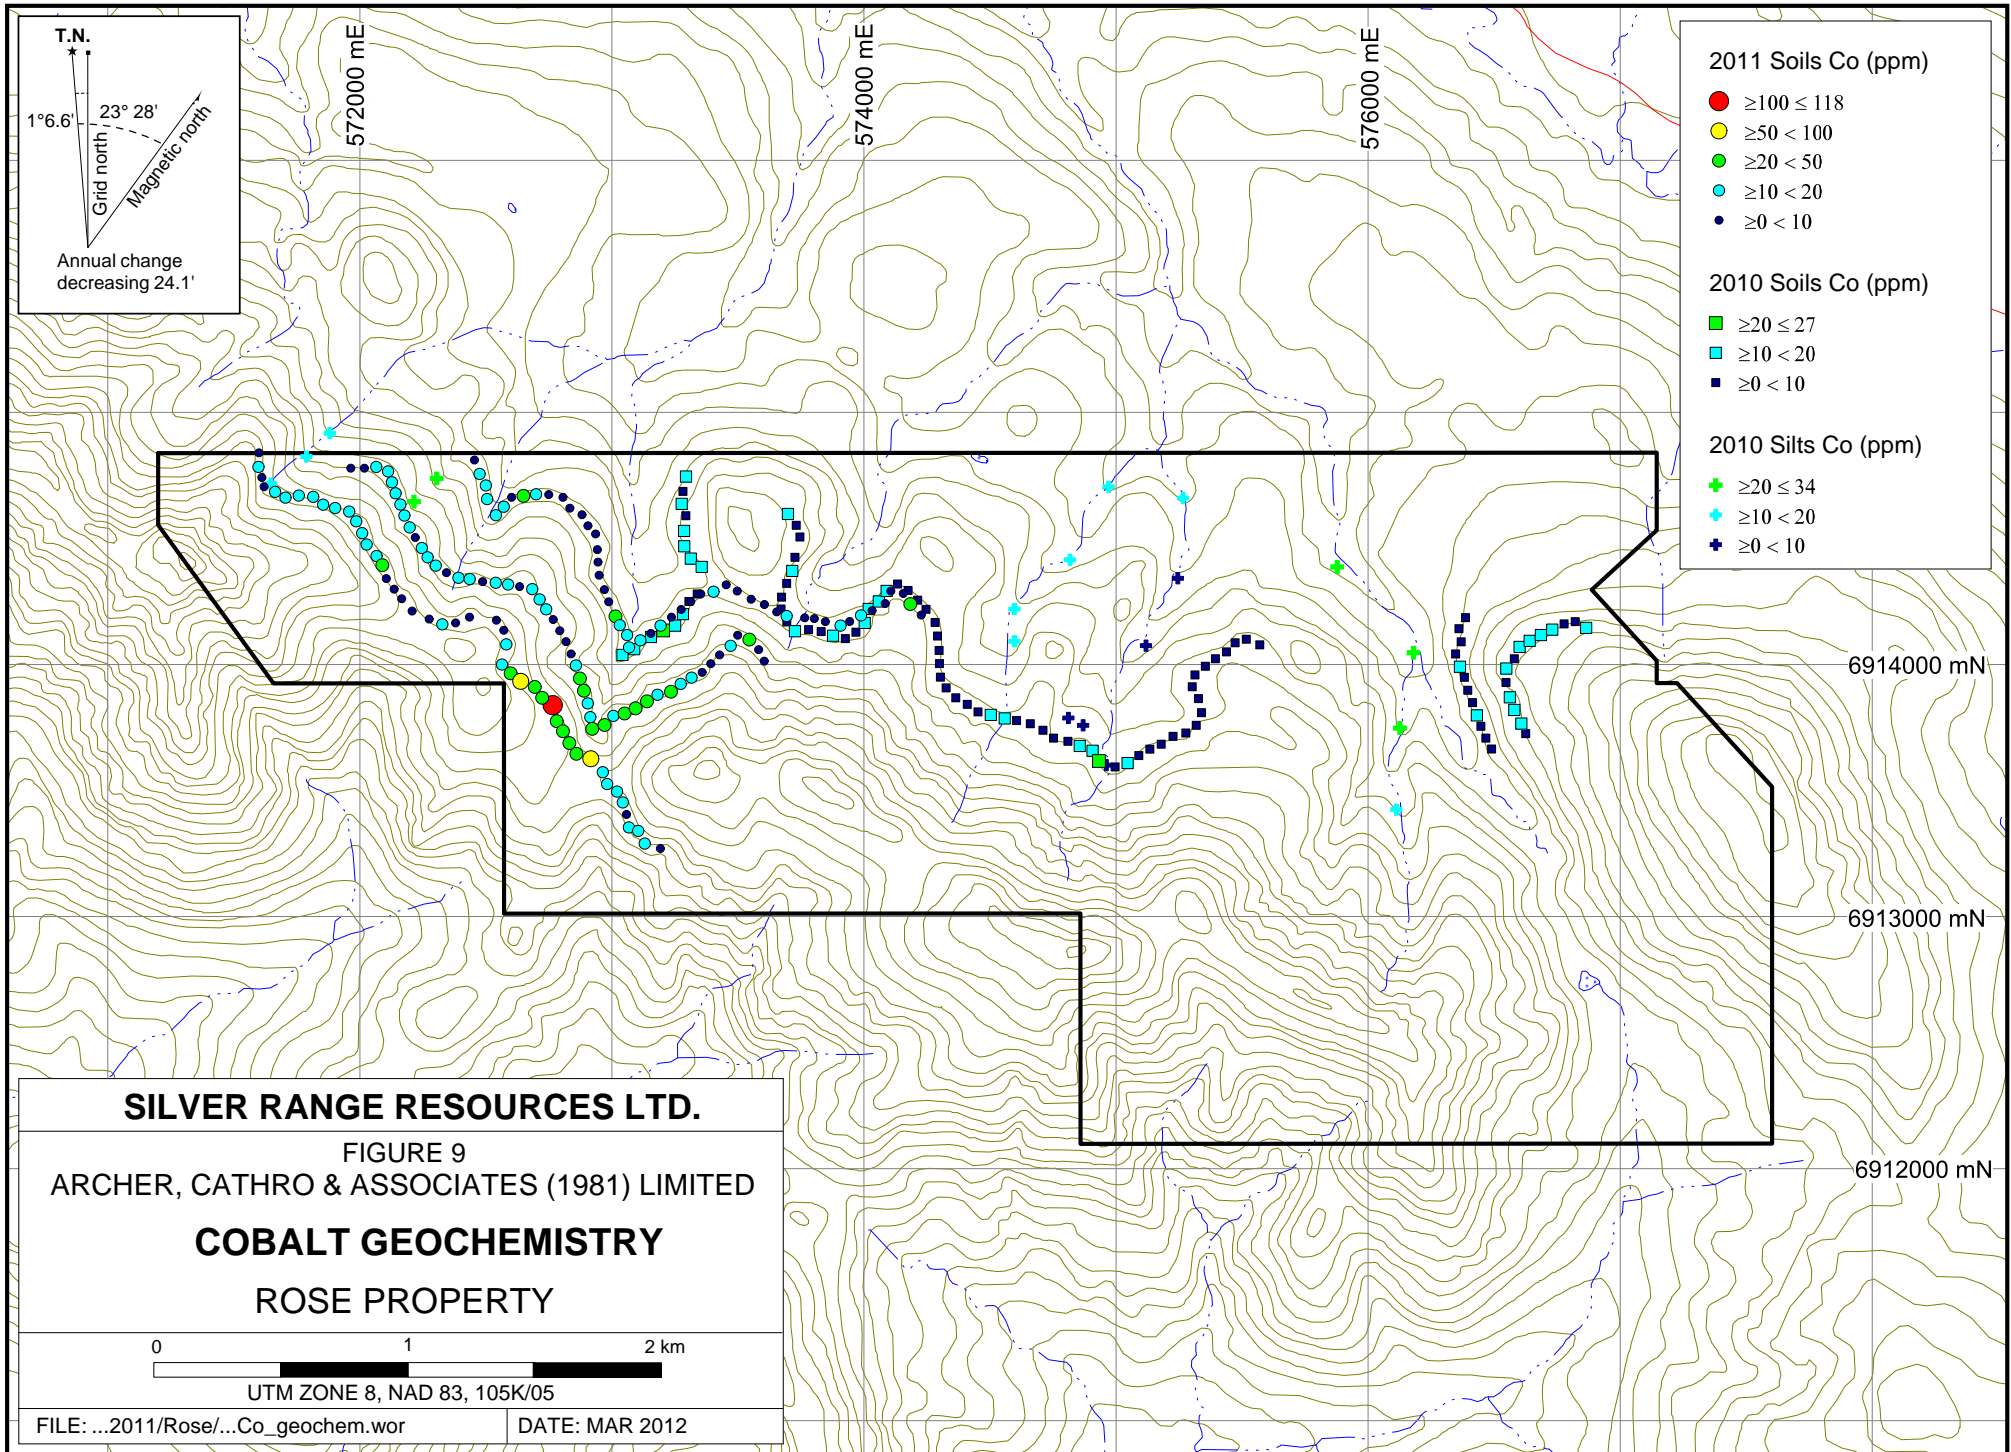 T.N.
1°6.6'
23° 28'
Grid north
Magnetic north
Annual change
decreasing 24.1'
572000 mE
574000 mE
576000 mE
2011 Soils Co (ppm)
≥100 ≤ 118
≥50 < 100
≥20 < 50
≥10 < 20
≥0 < 10
2010 Soils Co (ppm)
≥20 ≤ 27
≥10 < 20
≥0 < 10
2010 Silts Co (ppm)
≥20 ≤ 34
≥10 < 20
≥0 < 10
6914000 mN
6913000 mN
6912000 mN
SILVER RANGE RESOURCES LTD.
FIGURE 9
ARCHER, CATHRO & ASSOCIATES (1981) LIMITED
COBALT GEOCHEMISTRY
ROSE PROPERTY
0 1 2 km
UTM ZONE 8, NAD 83, 105K/05
FILE: ...2011/Rose/...Co_geochem.wor
DATE: MAR 2012